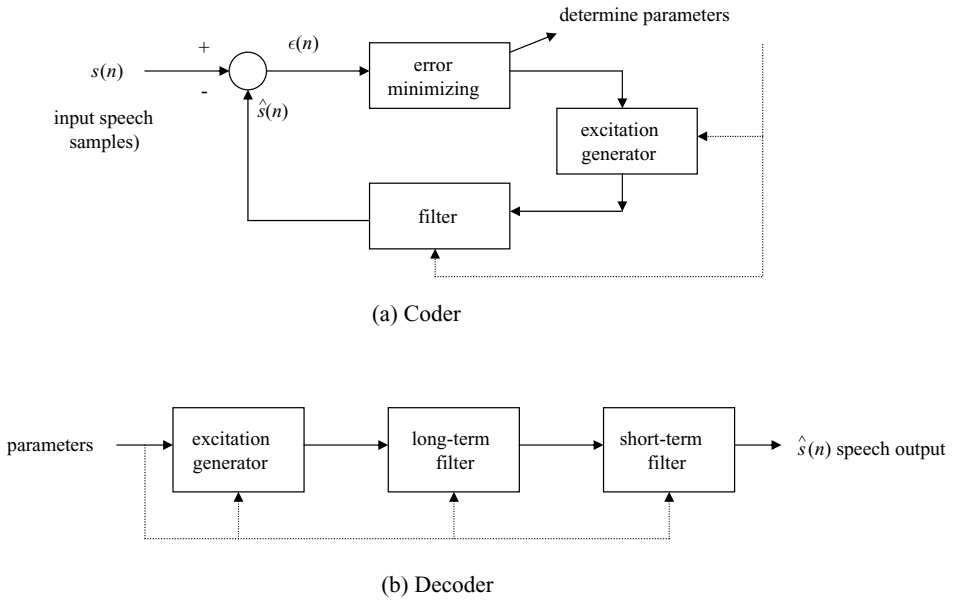 determine parameters
+
ϵ(n)
s(n)
-
error
minimizing
ŝ(n)
input speech
samples)
excitation
generator
filter
(a) Coder
parameters
excitation
generator
long-term
filter
short-term
filter
ŝ(n) speech output
(b) Decoder